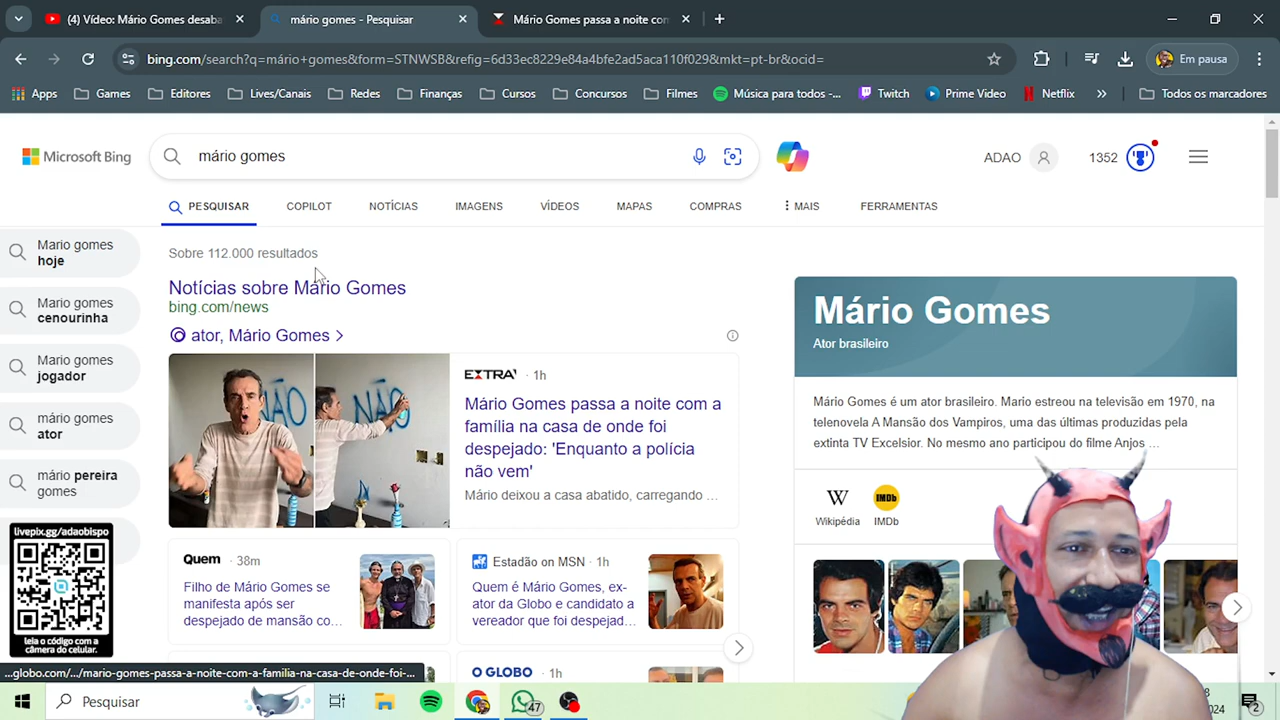 (4) Vídeo: Mário Gomes desaba
mário gomes - Pesquisar
Mário Gomes passa a noite con
bing.com/search?q=mário+gomes&form=STNWSB&refig=6d33ec8229e84a4bfe2ad5aca110f029&mkt=pt-br&ocid=
Em pausa
Apps
Games
Editores
Lives/Canais
Redes
Finanças
Cursos
Concursos
Filmes
Música para todos -...
Twitch
Prime Video
Netflix
Todos os marcadores
Microsoft Bing
mário gomes
ADAO
1352
PESQUISAR
COPILOT
NOTÍCIAS
IMAGENS
VÍDEOS
MAPAS
COMPRAS
MAIS
FERRAMENTAS
Mario gomes
hoje
Mario gomes
cenourinha
Mario gomes
jogador
mário gomes
ator
mário pereira
gomes
livepix.gg/adaobispo
leia o código com a
câmera do celular.
Sobre 112.000 resultados
Notícias sobre Mário Gomes
bing.com/news
ator, Mário Gomes
NÃO
NÃO
EXTRA
1h
Mário Gomes passa a noite com a
família na casa de onde foi
despejado: 'Enquanto a polícia
não vem'
Mário deixou a casa abatido, carregando ...
Quem · 38m
Filho de Mário Gomes se
manifesta após ser
despejado de mansão co...
Estadão on MSN · 1h
Quem é Mário Gomes, ex-
ator da Globo e candidato a
vereador que foi despejad...
O GLOBO · 1h
Mário Gomes
Ator brasileiro
Mário Gomes é um ator brasileiro. Mario estreou na televisão em 1970, na
telenovela A Mansão dos Vampiros, uma das últimas produzidas pela
extinta TV Excelsior. No mesmo ano participou do filme Anjos ...
W
Wikipédia
IMDb
IMDb
...globo.com/.../mario-gomes-passa-a-noite-com-a-familia-na-casa-de-onde-foi-...
Pesquisar
47
2024
2